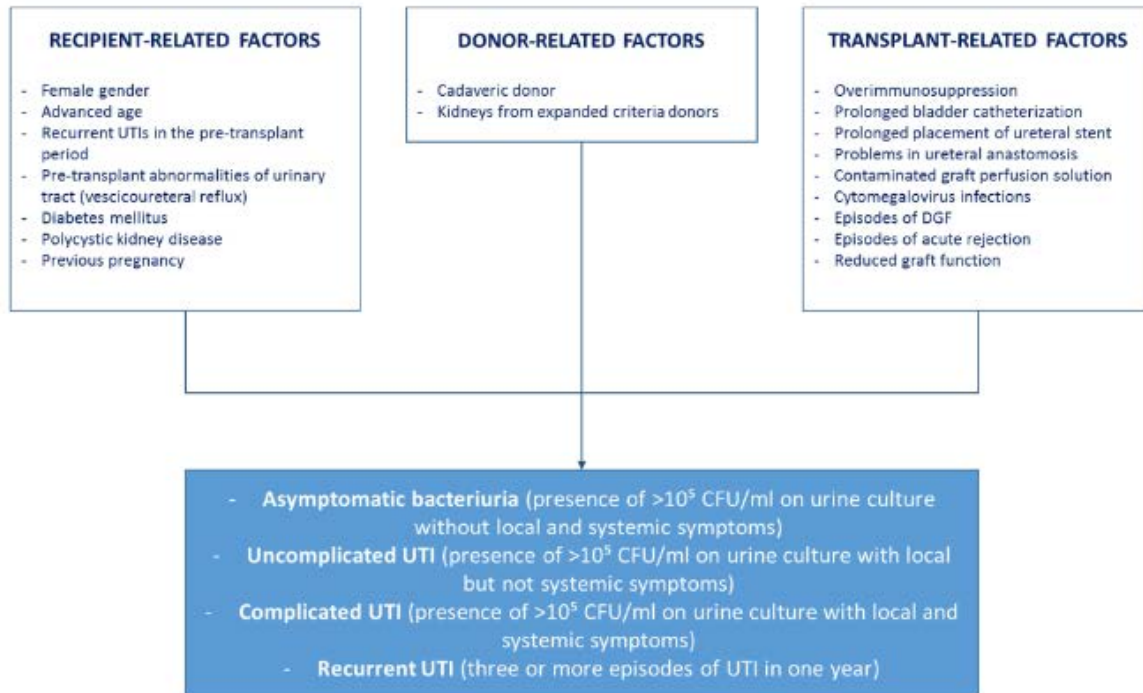 RECIPIENT-RELATED FACTORS
- Female gender
- Advanced age
- Recurrent UTIs in the pre-transplant
period
- Pre-transplant abnormalities of urinary
tract (vescicoureteral reflux)
- Diabetes mellitus
- Polycystic kidney disease
- Previous pregnancy
DONOR-RELATED FACTORS
- Cadaveric donor
- Kidneys from expanded criteria donors
TRANSPLANT-RELATED FACTORS
- Overimmunosuppression
- Prolonged bladder catheterization
- Prolonged placement of ureteral stent
- Problems in ureteral anastomosis
- Contaminated graft perfusion solution
- Cytomegalovirus infections
- Episodes of DGF
- Episodes of acute rejection
- Reduced graft function
- Asymptomatic bacteriuria (presence of >10⁵ CFU/ml on urine culture
without local and systemic symptoms)
- Uncomplicated UTI (presence of >10⁵ CFU/ml on urine culture with local
but not systemic symptoms)
- Complicated UTI (presence of >10⁵ CFU/ml on urine culture with local and
systemic symptoms)
- Recurrent UTI (three or more episodes of UTI in one year)